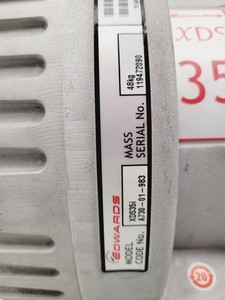 EDWARDS
MODEL XDS35i
CODE No. A730-01-983
MASS 48kg
SERIAL No. 119472090
XDS
35
20